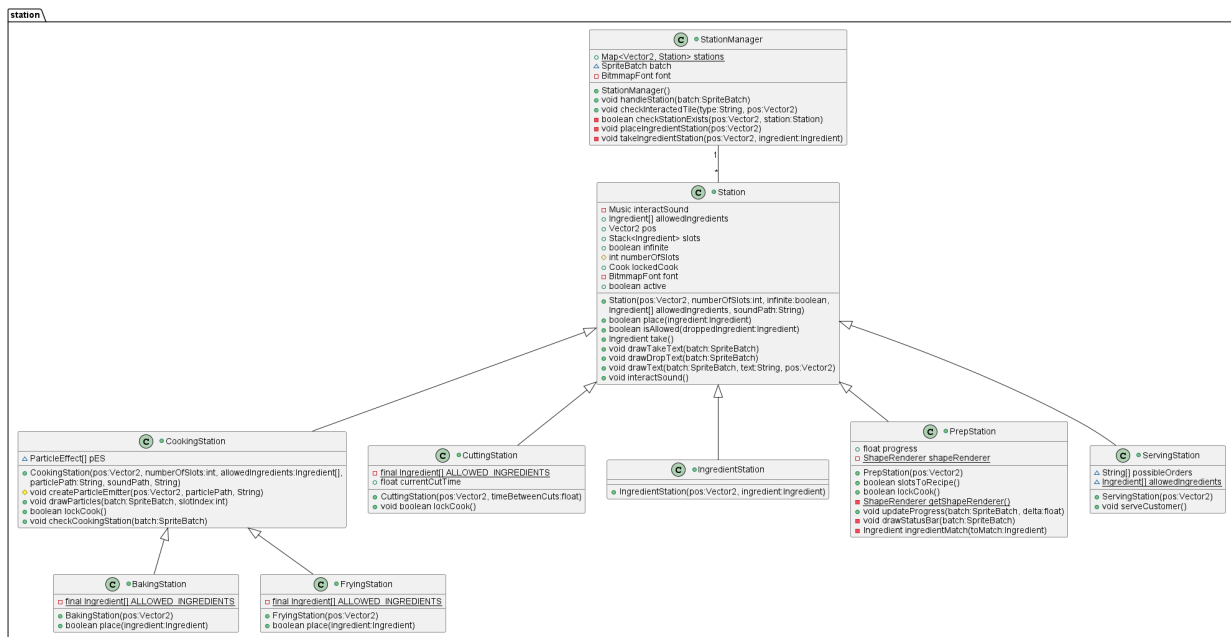 station
C StationManager
Map<Vector2, Station> stations
SpriteBatch batch
BitmmapFont font
StationManager()
void handleStation(batch:SpriteBatch)
void checkInteractedTile(type:String, pos:Vector2)
boolean checkStationExists(pos:Vector2, station:Station)
void placeIngredientStation(pos:Vector2)
void takeIngredientStation(pos:Vector2, ingredient:Ingredient)
1
*
C Station
Music interactSound
Ingredient[] allowedIngredients
Vector2 pos
Stack<Ingredient> slots
boolean infinite
int numberOfSlots
Cook lockedCook
BitmmapFont font
boolean active
Station(pos:Vector2, numberOfSlots:int, infinite:boolean,
Ingredient[] allowedIngredients, soundPath:String)
boolean place(ingredient:Ingredient)
boolean isAllowed(droppedIngredient:Ingredient)
Ingredient take()
void drawTakeText(batch:SpriteBatch)
void drawDropText(batch:SpriteBatch)
void drawText(batch:SpriteBatch, text:String, pos:Vector2)
void interactSound()
C CookingStation
ParticleEffect[] pES
CookingStation(pos:Vector2, numberOfSlots:int, allowedIngredients:Ingredient[],
particlePath:String, soundPath, String)
void createParticleEmitter(pos:Vector2, particlePath, String)
void drawParticles(batch:SpriteBatch, slotIndex:int)
boolean lockCook()
void checkCookingStation(batch:SpriteBatch)
C CuttingStation
final Ingredient[] ALLOWED_INGREDIENTS
float currentCutTime
CuttingStation(pos:Vector2, timeBetweenCuts:float)
void boolean lockCook()
C IngredientStation
IngredientStation(pos:Vector2, ingredient:Ingredient)
C PrepStation
float progress
ShapeRenderer shapeRenderer
PrepStation(pos:Vector2)
boolean slotsToRecipe()
boolean lockCook()
ShapeRenderer getShapeRenderer()
void updateProgress(batch:SpriteBatch, delta:float)
void drawStatusBar(batch:SpriteBatch)
Ingredient ingredientMatch(toMatch:Ingredient)
C ServingStation
String[] possibleOrders
Ingredient[] allowedIngredients
ServingStation(pos:Vector2)
void serveCustomer()
C BakingStation
final Ingredient[] ALLOWED_INGREDIENTS
BakingStation(pos:Vector2)
boolean place(ingredient:Ingredient)
C FryingStation
final Ingredient[] ALLOWED_INGREDIENTS
FryingStation(pos:Vector2)
boolean place(ingredient:Ingredient)